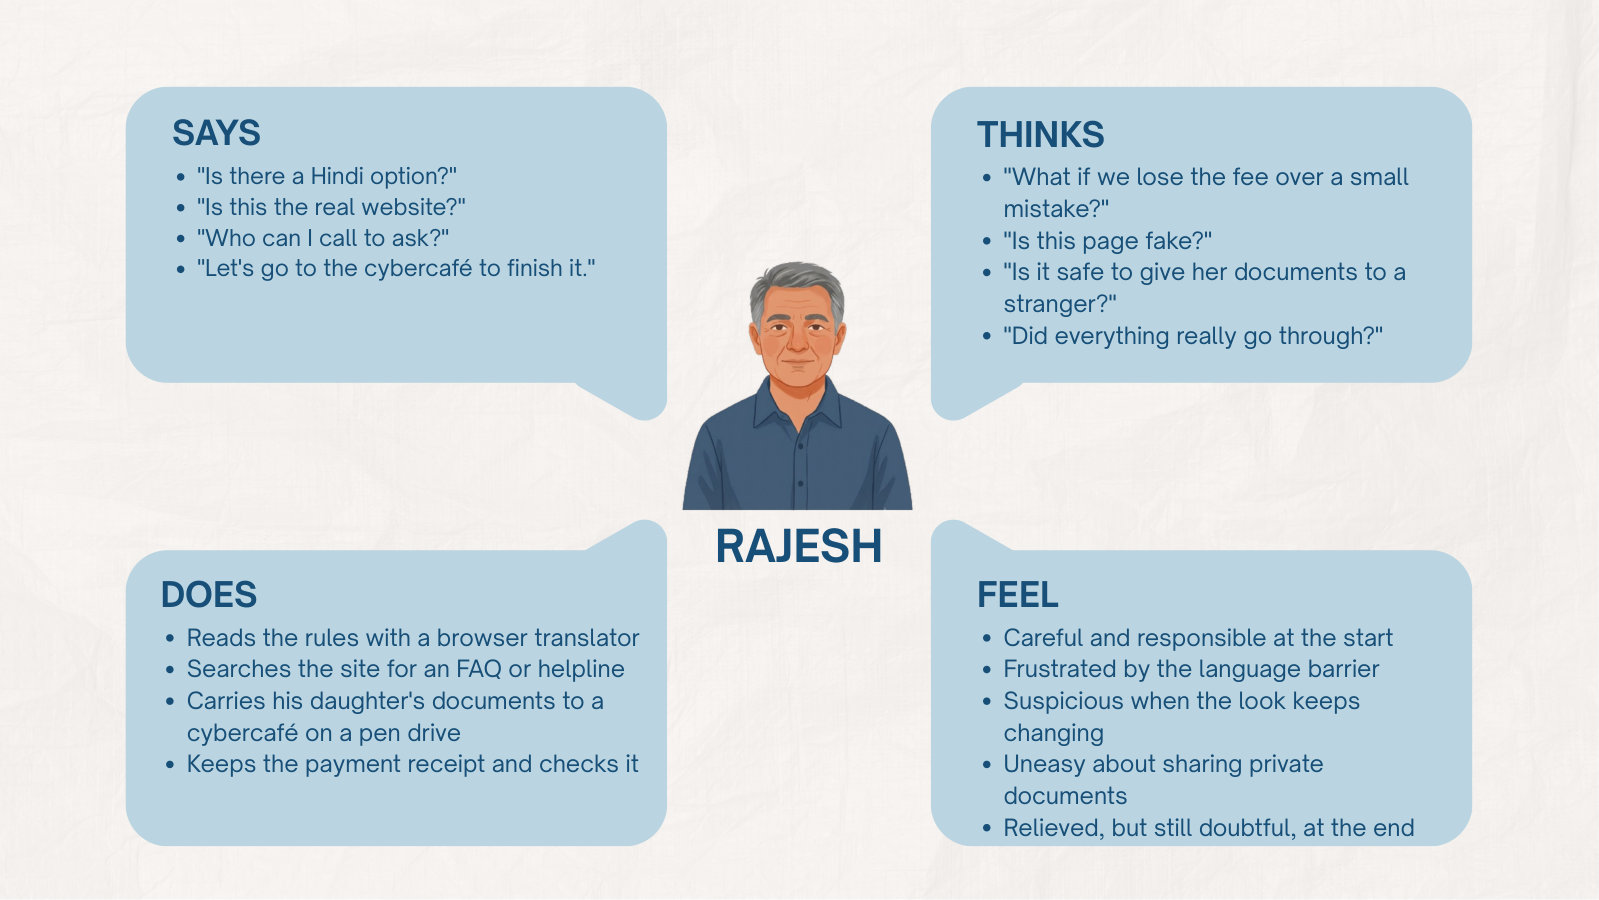 SAYS
• "Is there a Hindi option?"
• "Is this the real website?"
• "Who can I call to ask?"
• "Let's go to the cybercafé to finish it."
THINKS
• "What if we lose the fee over a small
mistake?"
• "Is this page fake?"
• "Is it safe to give her documents to a
stranger?"
• "Did everything really go through?"
RAJESH
DOES
• Reads the rules with a browser translator
• Searches the site for an FAQ or helpline
• Carries his daughter's documents to a
cybercafé on a pen drive
• Keeps the payment receipt and checks it
FEEL
• Careful and responsible at the start
• Frustrated by the language barrier
• Suspicious when the look keeps
changing
• Uneasy about sharing private
documents
• Relieved, but still doubtful, at the end